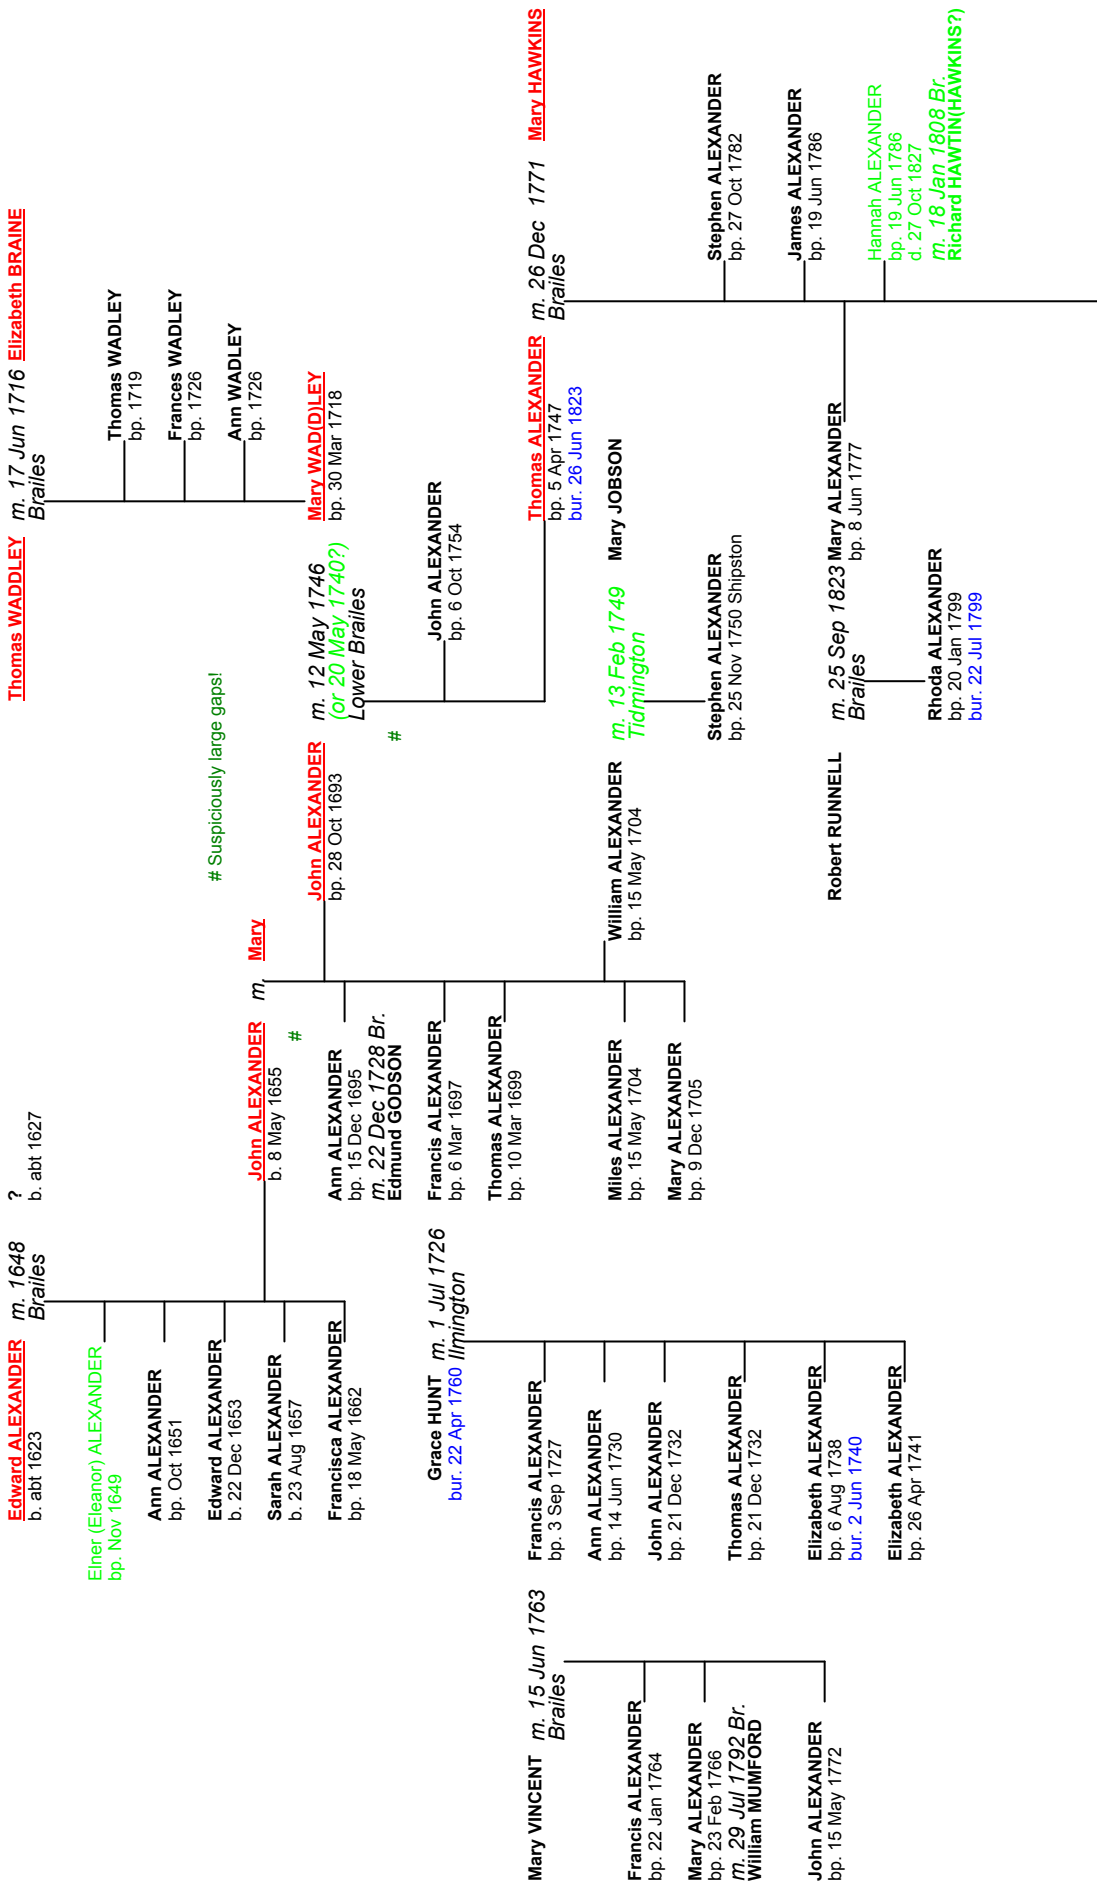 Edward ALEXANDER
b. abt 1623
m. 1648
Brailes
?
b. abt 1627
Thomas WADDLEY
m. 17 Jun 1716
Brailes
Elizabeth BRAINE
Elner (Eleanor) ALEXANDER
bp. Nov 1649
Ann ALEXANDER
bp. Oct 1651
Edward ALEXANDER
b. 22 Dec 1653
Sarah ALEXANDER
b. 23 Aug 1657
Francisca ALEXANDER
bp. 18 May 1662
Thomas WADLEY
bp. 1719
Frances WADLEY
bp. 1726
Ann WADLEY
bp. 1726
# Suspiciously large gaps!
John ALEXANDER
b. 8 May 1655
#
m.
Mary
John ALEXANDER
bp. 28 Oct 1693
m. 12 May 1746
(or 20 May 1740?)
Lower Brailes
#
Mary WAD(D)LEY
bp. 30 Mar 1718
Ann ALEXANDER
bp. 15 Dec 1695
m. 22 Dec 1728 Br.
Edmund GODSON
Grace HUNT
bur. 22 Apr 1760
m. 1 Jul 1726
Ilmington
Francis ALEXANDER
bp. 6 Mar 1697
Thomas ALEXANDER
bp. 10 Mar 1699
John ALEXANDER
bp. 6 Oct 1754
Mary VINCENT
m. 15 Jun 1763
Brailes
Francis ALEXANDER
bp. 3 Sep 1727
Ann ALEXANDER
bp. 14 Jun 1730
John ALEXANDER
bp. 21 Dec 1732
Thomas ALEXANDER
bp. 21 Dec 1732
Elizabeth ALEXANDER
bp. 6 Aug 1738
bur. 2 Jun 1740
Elizabeth ALEXANDER
bp. 26 Apr 1741
Thomas ALEXANDER
bp. 5 Apr 1747
bur. 26 Jun 1823
m. 26 Dec 1771
Brailes
Mary HAWKINS
Miles ALEXANDER
bp. 15 May 1704
Mary ALEXANDER
bp. 9 Dec 1705
William ALEXANDER
bp. 15 May 1704
m. 13 Feb 1749
Tidmington
Mary JOBSON
Francis ALEXANDER
bp. 22 Jan 1764
Mary ALEXANDER
bp. 23 Feb 1766
m. 29 Jul 1792 Br.
William MUMFORD
John ALEXANDER
bp. 15 May 1772
Stephen ALEXANDER
bp. 25 Nov 1750 Shipston
Stephen ALEXANDER
bp. 27 Oct 1782
James ALEXANDER
bp. 19 Jun 1786
Robert RUNNELL
m. 25 Sep 1823
Brailes
Mary ALEXANDER
bp. 8 Jun 1777
Hannah ALEXANDER
bp. 19 Jun 1786
d. 27 Oct 1827
m. 18 Jan 1808 Br.
Richard HAWTIN(HAWKINS?)
Rhoda ALEXANDER
bp. 20 Jan 1799
bur. 22 Jul 1799